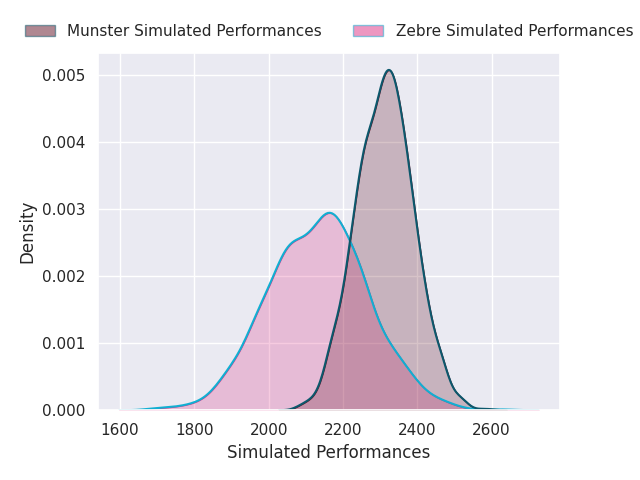 Munster Simulated Performances
Zebre Simulated Performances
0.005
0.004
0.003
0.002
0.001
0.000
Density
1600 1800 2000 2200 2400 2600
Simulated Performances